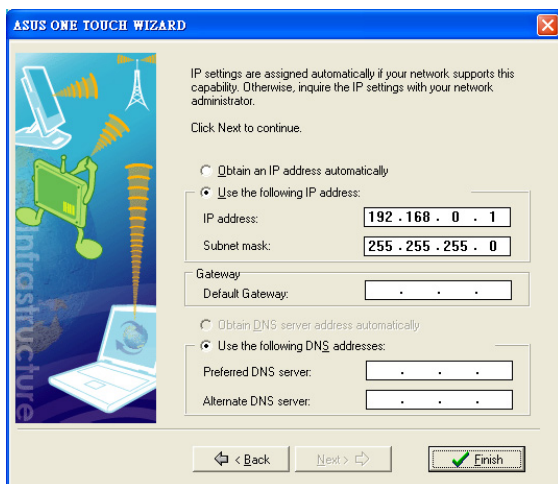 ASUS ONE TOUCH WIZARD
IP settings are assigned automatically if your network supports this
capability. Otherwise, inquire the IP settings with your network
administrator.
Click Next to continue.
Obtain an IP address automatically
Use the following IP address:
IP address: 192 . 168 . 0 . 1
Subnet mask: 255 . 255 . 255 . 0
Gateway
Default Gateway: . . .
Obtain DNS server address automatically
Use the following DNS addresses:
Preferred DNS server: . . .
Alternate DNS server: . . .
infrastructure
< Back
Next >
Finish